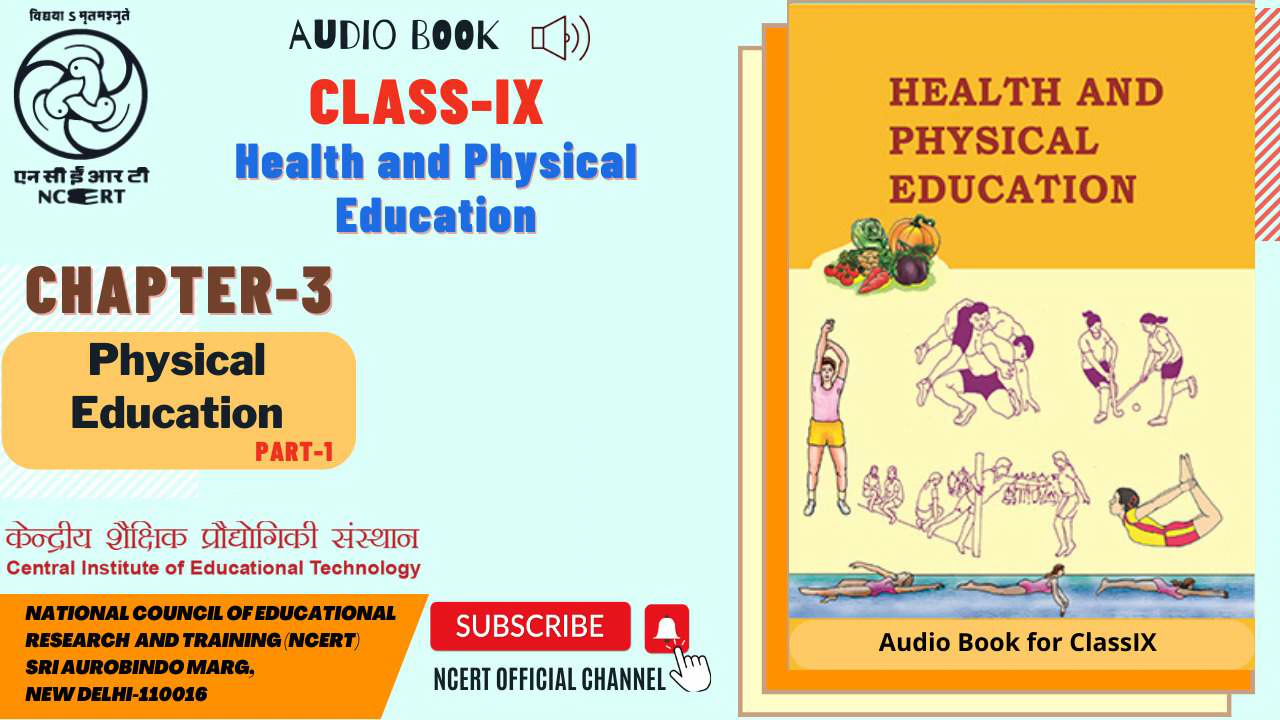 विद्यया ऽ मृतमश्नुते
एन सी ई आर टी
NCERT
AUDIO BOOK
CLASS-IX
Health and Physical
Education
CHAPTER-3
Physical
Education
PART-1
केन्द्रीय शैक्षिक प्रौद्योगिकी संस्थान
Central Institute of Educational Technology
NATIONAL COUNCIL OF EDUCATIONAL
RESEARCH AND TRAINING (NCERT)
SRI AUROBINDO MARG,
NEW DELHI-110016
SUBSCRIBE
NCERT OFFICIAL CHANNEL
HEALTH AND
PHYSICAL
EDUCATION
Audio Book for ClassIX